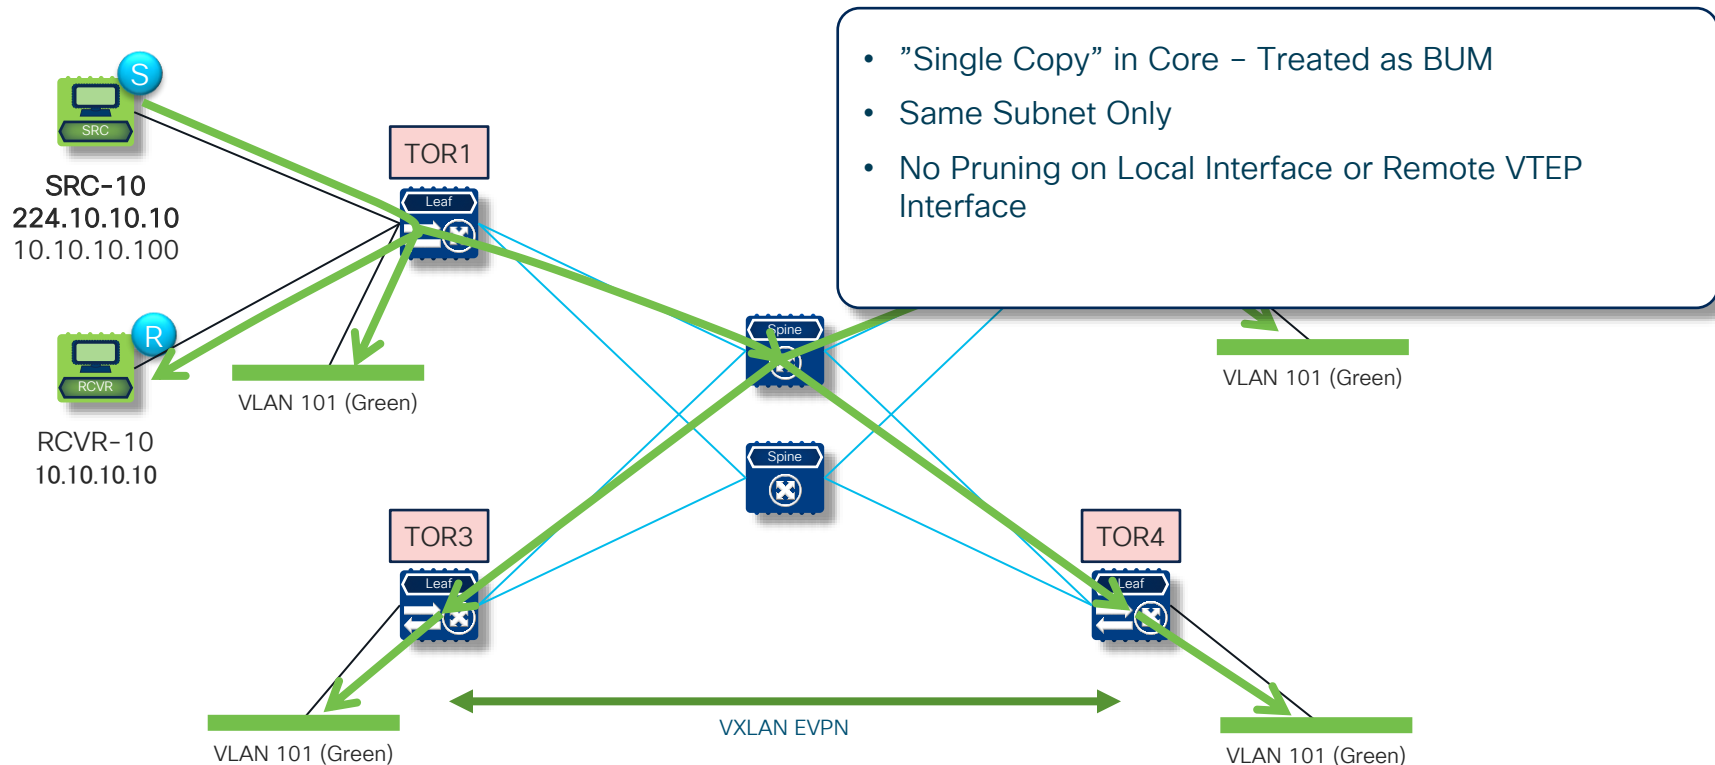 • ”Single Copy” in Core – Treated as BUM
• Same Subnet Only
• No Pruning on Local Interface or Remote VTEP
Interface
S
SRC
SRC-10
224.10.10.10
10.10.10.100
TOR1
Leaf
R
RCVR
RCVR-10
10.10.10.10
VLAN 101 (Green)
Spine
VLAN 101 (Green)
Spine
TOR3
Leaf
TOR4
Leaf
VXLAN EVPN
VLAN 101 (Green)
VLAN 101 (Green)